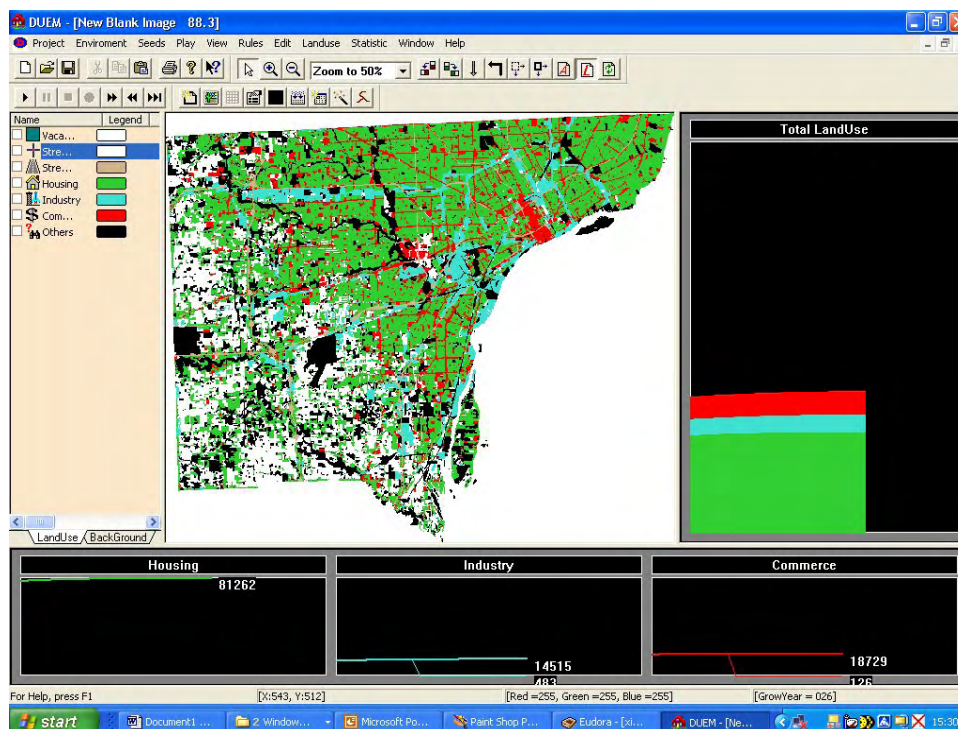 DUEM - [New Blank Image 88.3]
Project Enviroment Seeds Play View Rules Edit Landuse Statistic Window Help
Zoom to 50%
Name Legend
Vaca...
Stre...
Stre...
Housing
Industry
Com...
Others
LandUse BackGround
Total LandUse
Housing
81262
Industry
14515
483
Commerce
18729
126
For Help, press F1 [X:543, Y:512] [Red =255, Green =255, Blue =255] [GrowYear = 026]
start Document1 ... 2 Window... Microsoft Po... Paint Shop P... Eudora - [xi... DUEM - [Ne... 15:30